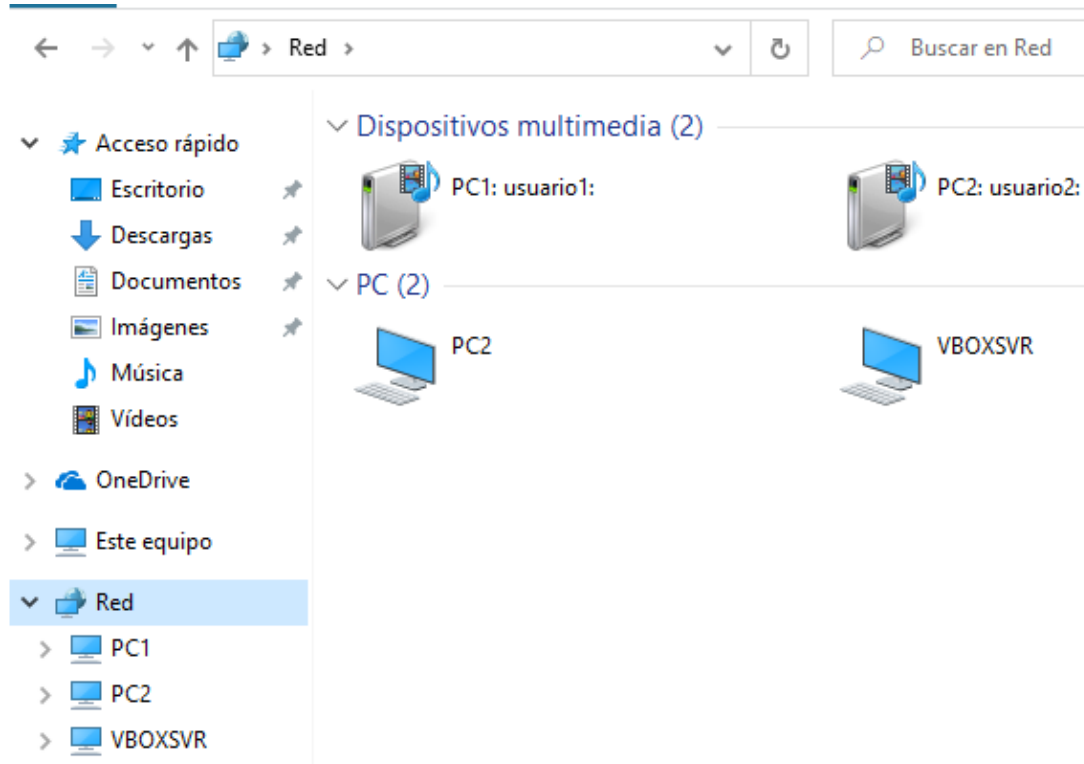 Red
Buscar en Red
Acceso rápido
Escritorio
Descargas
Documentos
Imágenes
Música
Vídeos
OneDrive
Este equipo
Red
PC1
PC2
VBOXSVR
Dispositivos multimedia (2)
PC1: usuario1:
PC2: usuario2:
PC (2)
PC2
VBOXSVR